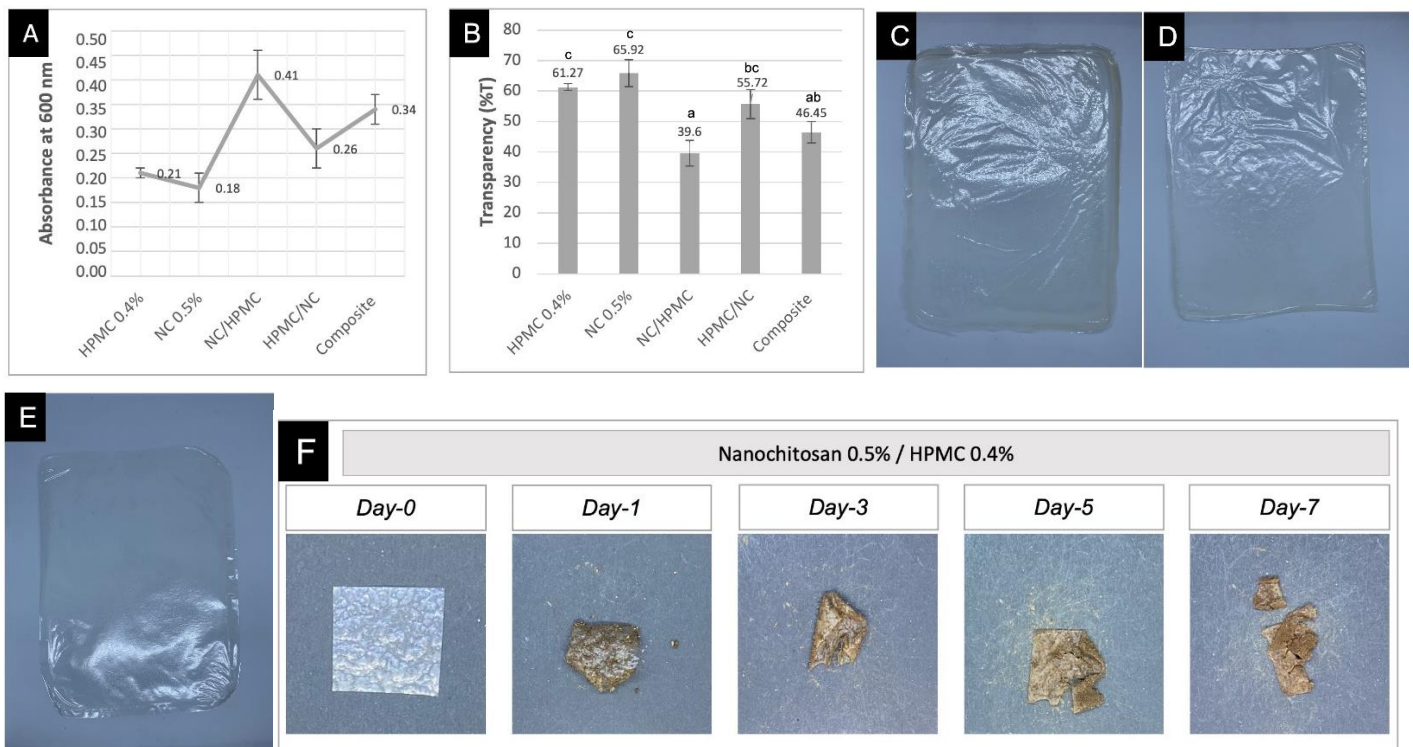 A
Absorbance at 600 nm
0.50
0.45
0.40
0.35
0.30
0.25
0.20
0.15
0.10
0.05
0.00
0.21
0.18
0.41
0.26
0.34
HPMC 0.4%
NC 0.5%
NC/HPMC
HPMC/NC
Composite
B
Transparency (%T)
80
70
60
50
40
30
20
10
0
c
61.27
c
65.92
a
39.6
bc
55.72
ab
46.45
HPMC 0.4%
NC 0.5%
NC/HPMC
HPMC/NC
Composite
C
D
E
F
Nanochitosan 0.5% / HPMC 0.4%
Day-0
Day-1
Day-3
Day-5
Day-7